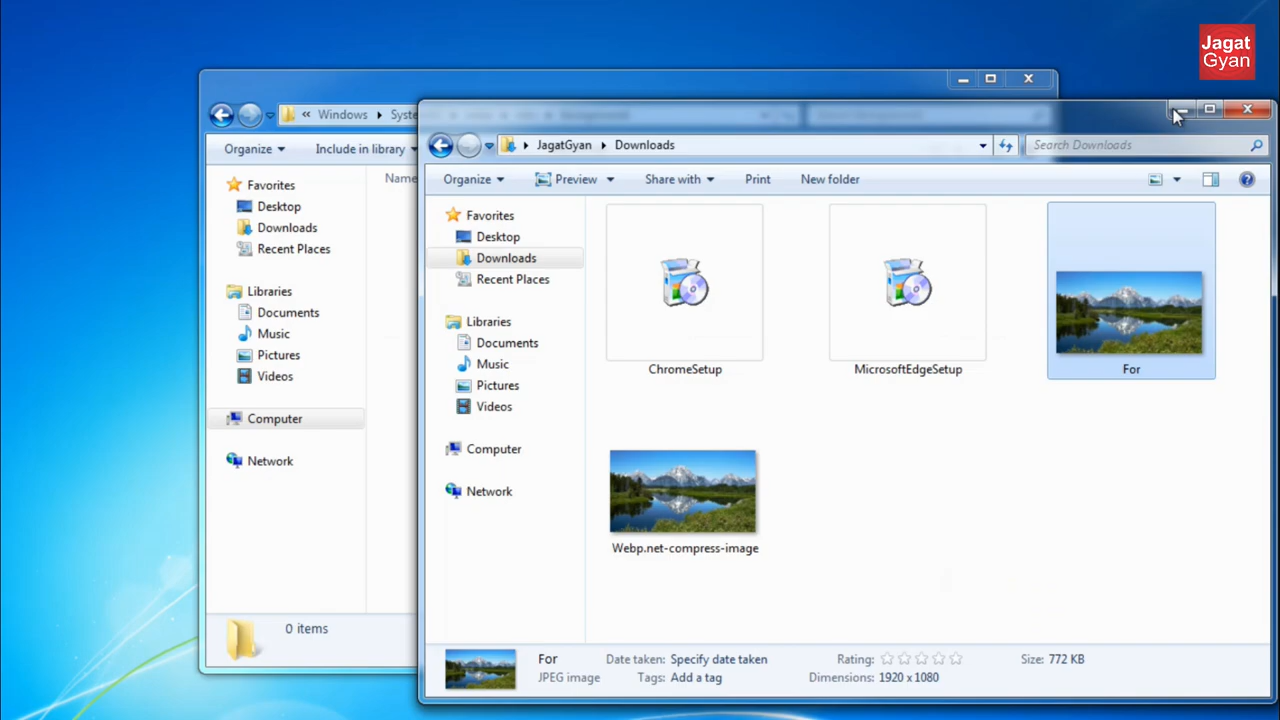 Jagat
Gyan
« Windows ▸ Syste
Organize
Include in library
Name
Favorites
Desktop
Downloads
Recent Places
Libraries
Documents
Music
Pictures
Videos
Computer
Network
0 items
JagatGyan ▸ Downloads
Search Downloads
Organize
Preview
Share with
Print
New folder
Favorites
Desktop
Downloads
Recent Places
Libraries
Documents
Music
Pictures
Videos
Computer
Network
ChromeSetup
MicrosoftEdgeSetup
For
Webp.net-compress-image
For
Date taken: Specify date taken
Rating:
Size: 772 KB
JPEG image
Tags: Add a tag
Dimensions: 1920 x 1080